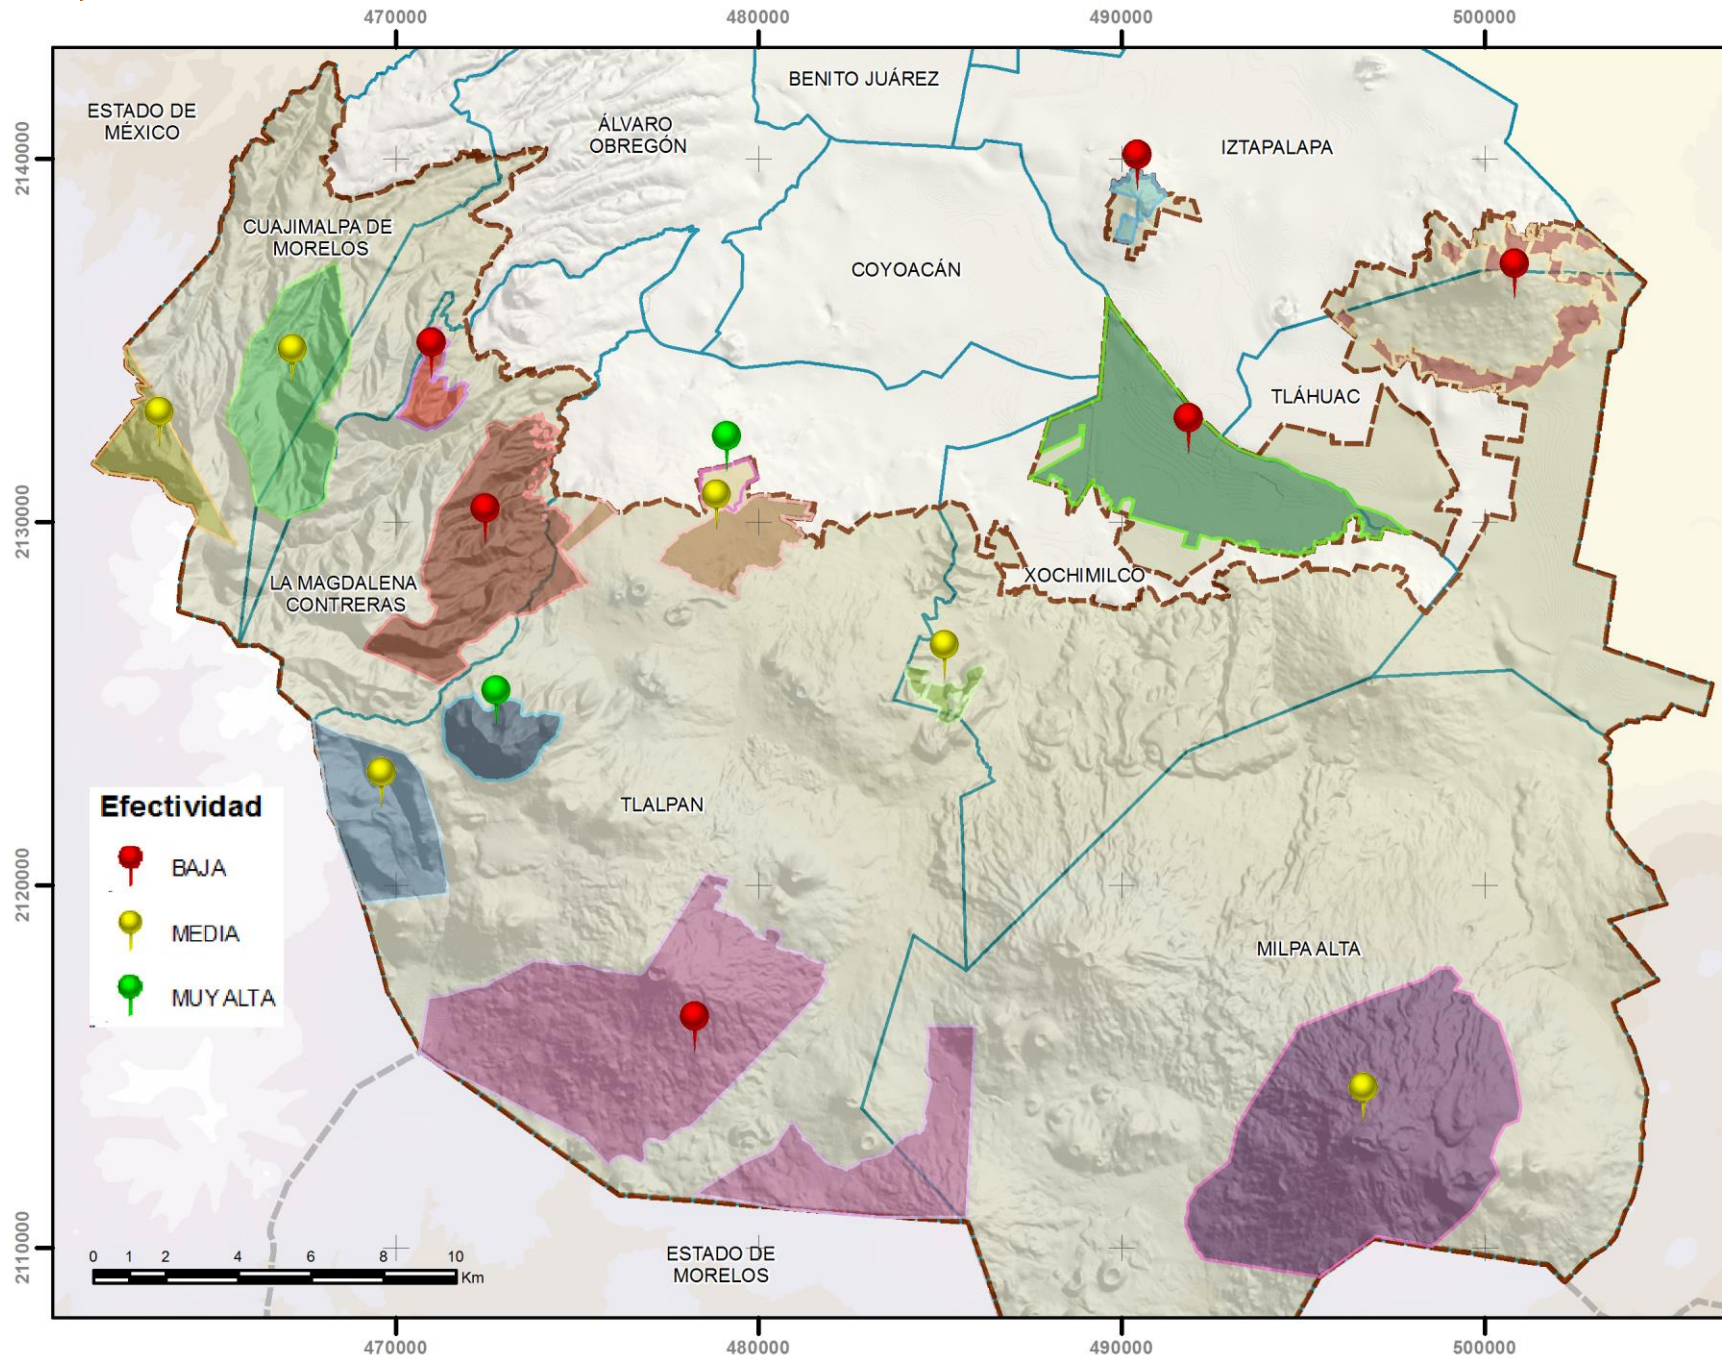 470000
480000
490000
500000
2140000
2130000
2120000
2110000
ESTADO DE
MÉXICO
BENITO JUÁREZ
ÁLVARO
OBREGÓN
IZTAPALAPA
CUAJIMALPA DE
MORELOS
COYOACÁN
TLÁHUAC
LA MAGDALENA
CONTRERAS
XOCHIMILCO
TLALPAN
MILPA ALTA
Efectividad
BAJA
MEDIA
MUY ALTA
0 1 2 4 6 8 10
Km
ESTADO DE
MORELOS
470000
480000
490000
500000